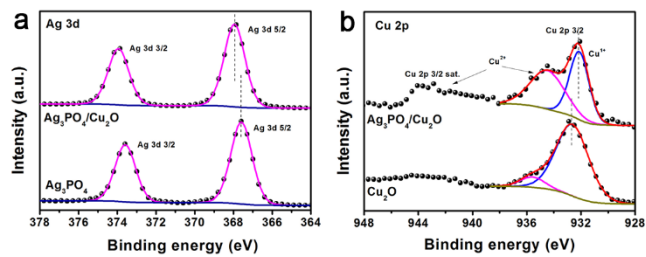 a
Ag 3d
Ag 3d 5/2
Ag 3d 3/2
Ag₃PO₄/Cu₂O
Ag 3d 5/2
Ag 3d 3/2
Ag₃PO₄
Intensity (a.u.)
378 376 374 372 370 368 366 364
Binding energy (eV)
b
Cu 2p
Cu 2p 3/2
Cu¹⁺
Cu²⁺
Cu 2p 3/2 sat.
Ag₃PO₄/Cu₂O
Cu₂O
Intensity (a.u.)
948 944 940 936 932 928
Binding energy (eV)